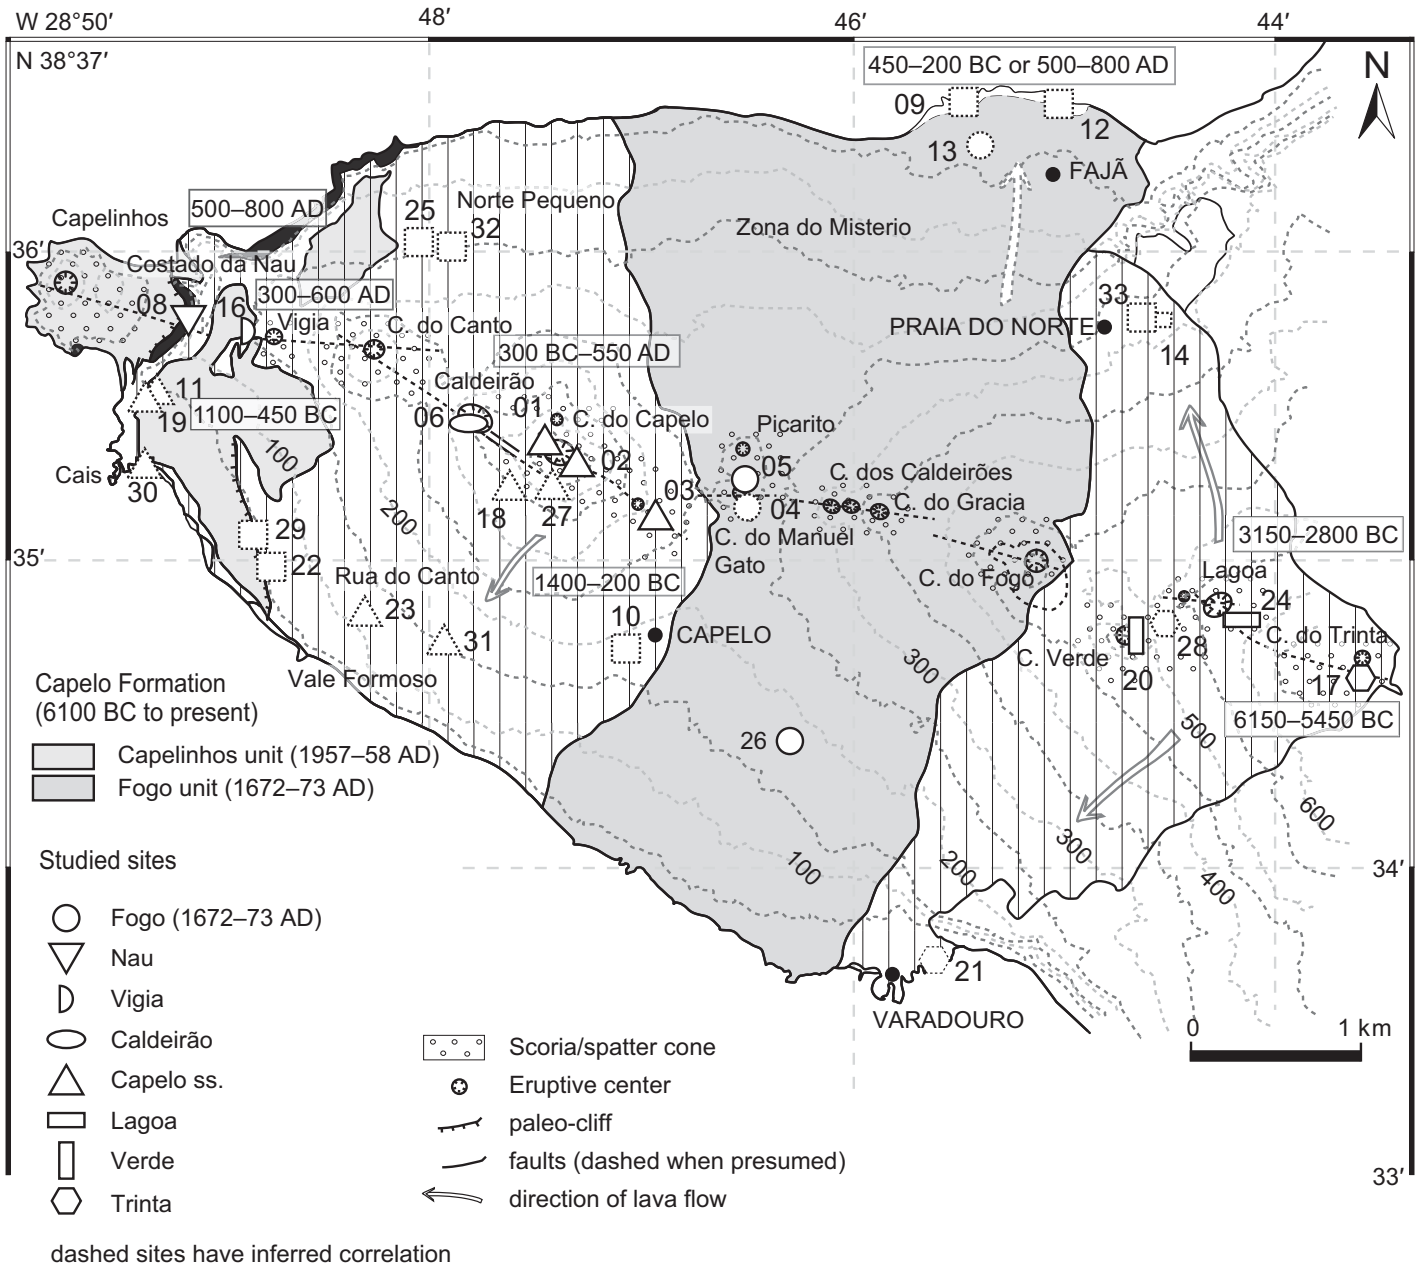 W 28°50′
48′
46′
44′
N 38°37′
450–200 BC or 500–800 AD
N
09
12
13
FAJÃ
500–800 AD
Norte Pequeno
25
32
Capelinhos
Zona do Misterio
36′
Costado da Nau
300–600 AD
08
16
Vigia
C. do Canto
33
PRAIA DO NORTE
14
300 BC–550 AD
Caldeirão
11
19
1100–450 BC
06
01
C. do Capelo
Picarito
100
02
05
C. dos Caldeirões
Cais
30
03
04
C. do Gracia
18
27
200
29
C. do Manuel
Gato
3150–2800 BC
35′
22
Rua do Canto
1400–200 BC
C. do Fogo
Lagoa
23
10
24
31
CAPELO
C. do Trinta
28
C. Verde
300
20
17
Vale Formoso
Capelo Formation
(6100 BC to present)
6150–5450 BC
26
500
Capelinhos unit (1957–58 AD)
Fogo unit (1672–73 AD)
600
300
Studied sites
100
200
400
34′
Fogo (1672–73 AD)
Nau
21
Vigia
VARADOURO
0
1 km
Caldeirão
Scoria/spatter cone
Capelo ss.
Eruptive center
Lagoa
paleo-cliff
Verde
faults (dashed when presumed)
33′
Trinta
direction of lava flow
dashed sites have inferred correlation